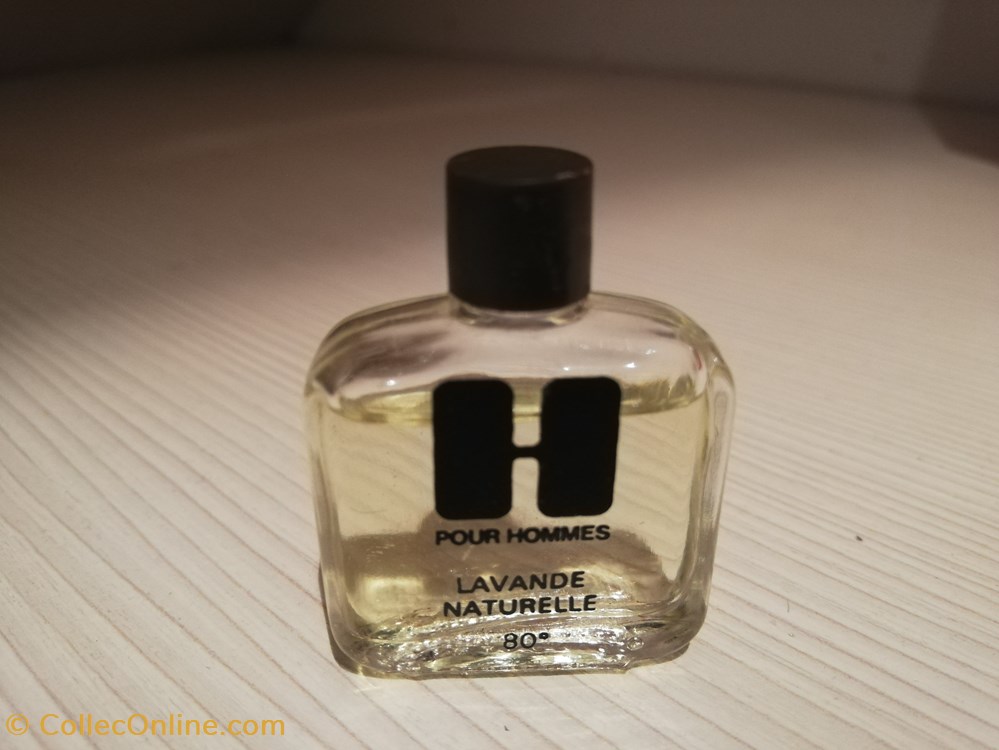 H
POUR HOMMES
LAVANDE
NATURELLE
80°
© CollecOnline.com